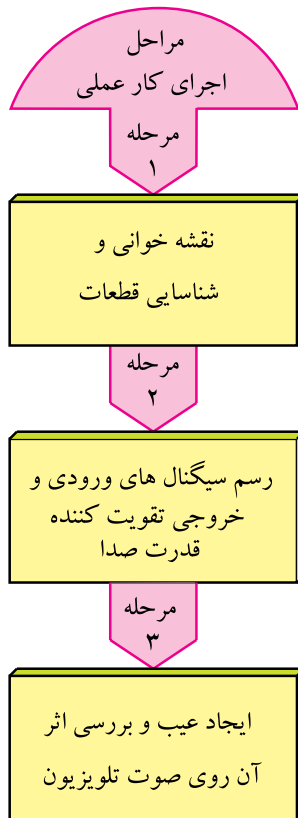 مراحل
اجرای کار عملی
مرحله
۱
نقشه خوانی و
شناسایی قطعات
مرحله
۲
رسم سیگنال های ورودی و
خروجی تقویت کننده
قدرت صدا
مرحله
۳
ایجاد عیب و بررسی اثر
آن روی صوت تلویزیون